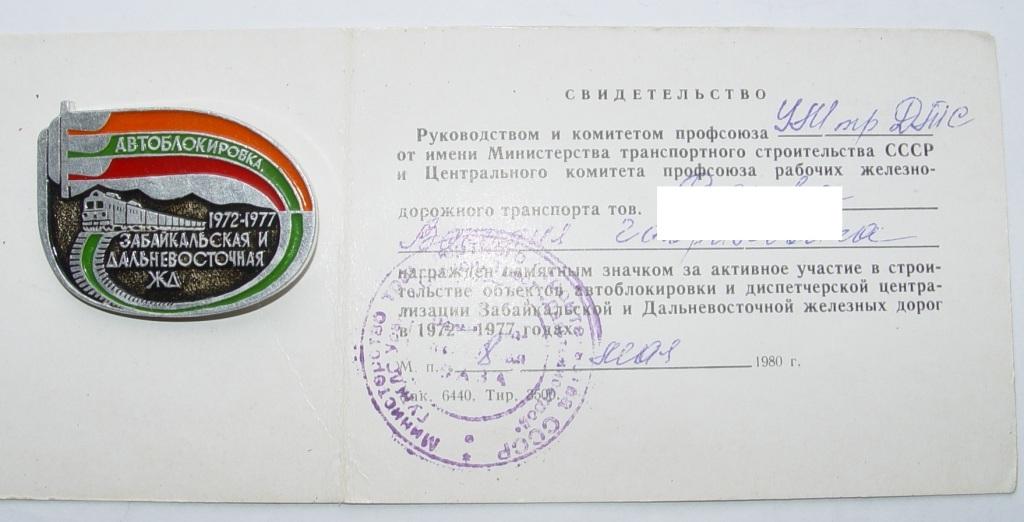 АВТОБЛОКИРОВКА.
1972-1977
ЗАБАЙКАЛЬСКАЯ И
ДАЛЬНЕВОСТОЧНАЯ
ЖД
СВИДЕТЕЛЬСТВО
Руководством и комитетом профсоюза
от имени Министерства транспортного строительства СССР
и Центрального комитета профсоюза рабочих железно-
дорожного транспорта тов.
награжден памятным значком за активное участие в строи-
тельстве объектов автоблокировки и диспетчерской центра-
лизации Забайкальской и Дальневосточной железных дорог
в 1972—1977 годах.
М. п. 8 мая 1980 г.
Зак. 6440. Тир. 3500.